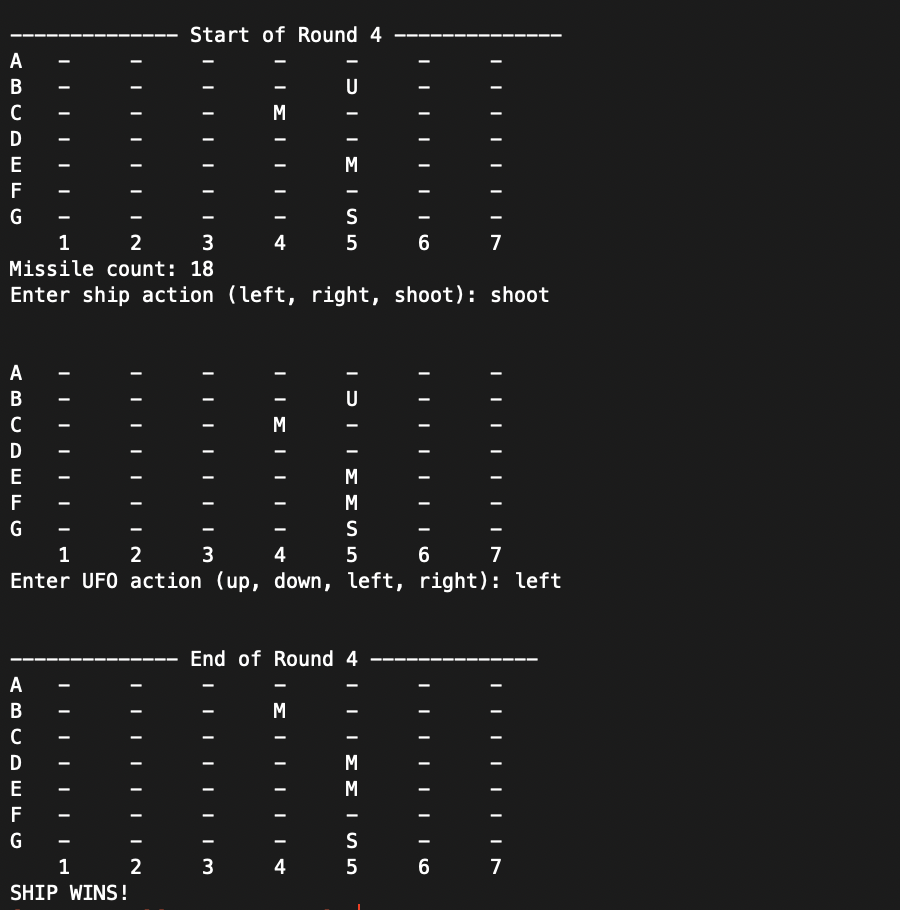 -------------- Start of Round 4 --------------
A   -     -     -     -     -     -     -
B   -     -     -     -     U     -     -
C   -     -     -     M     -     -     -
D   -     -     -     -     -     -     -
E   -     -     -     -     M     -     -
F   -     -     -     -     -     -     -
G   -     -     -     -     S     -     -
    1     2     3     4     5     6     7
Missile count: 18
Enter ship action (left, right, shoot): shoot
A   -     -     -     -     -     -     -
B   -     -     -     -     U     -     -
C   -     -     -     M     -     -     -
D   -     -     -     -     -     -     -
E   -     -     -     -     M     -     -
F   -     -     -     -     M     -     -
G   -     -     -     -     S     -     -
    1     2     3     4     5     6     7
Enter UFO action (up, down, left, right): left
-------------- End of Round 4 --------------
A   -     -     -     -     -     -     -
B   -     -     -     M     -     -     -
C   -     -     -     -     -     -     -
D   -     -     -     -     M     -     -
E   -     -     -     -     M     -     -
F   -     -     -     -     -     -     -
G   -     -     -     -     S     -     -
    1     2     3     4     5     6     7
SHIP WINS!